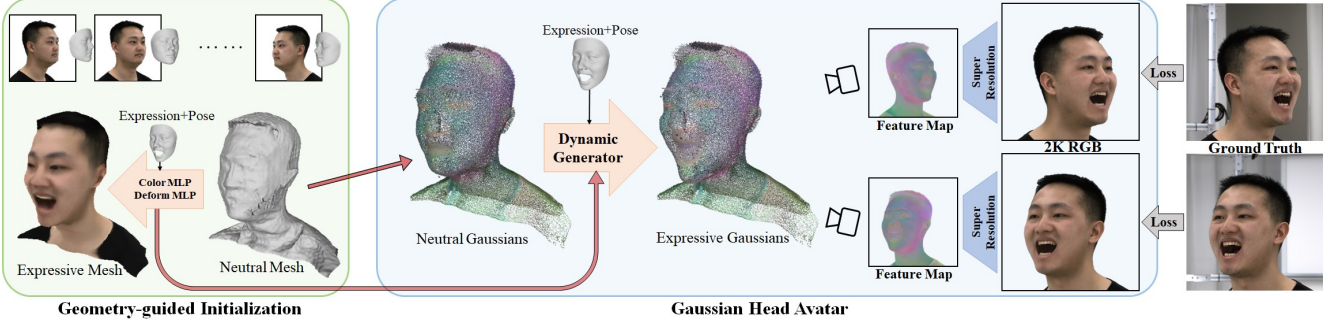 Expression+Pose
Color MLP
Deform MLP
Expressive Mesh
Neutral Mesh
Geometry-guided Initialization
Expression+Pose
Dynamic
Generator
Neutral Gaussians
Expressive Gaussians
Feature Map
Super
Resolution
2K RGB
Loss
Ground Truth
Feature Map
Super
Resolution
Loss
Gaussian Head Avatar